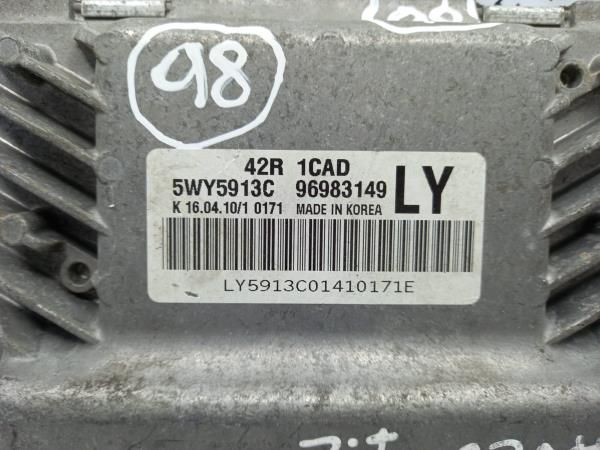 98
42R 1CAD
5WY5913C 96983149 LY
K 16.04.10/1 0171 MADE IN KOREA
LY5913C01410171E